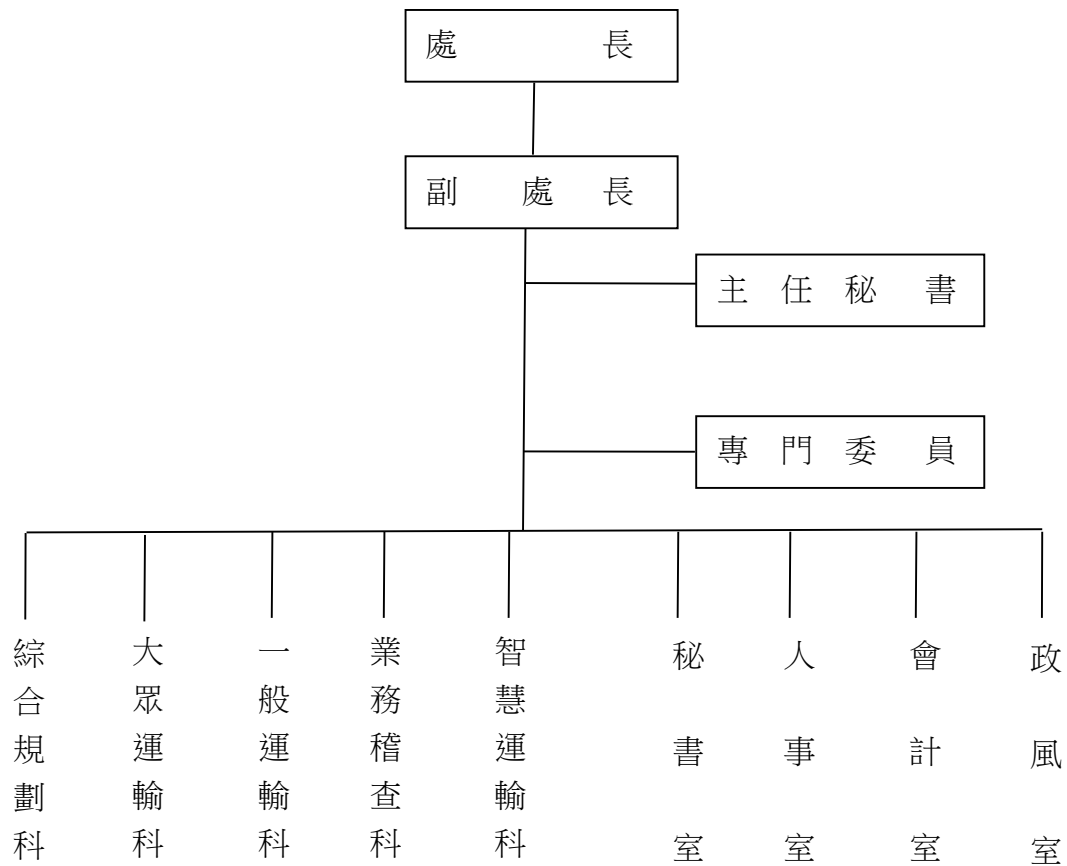 處長
副處長
主任秘書
專門委員
綜合規劃科
大眾運輸科
一般運輸科
業務稽查科
智慧運輸科
秘書室
人事室
會計室
政風室